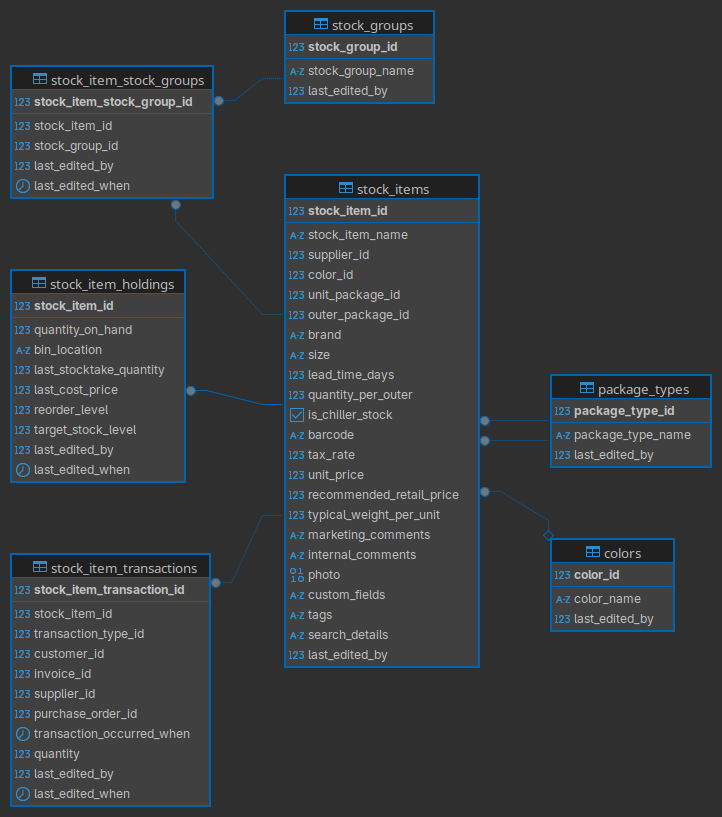 stock_groups
123 stock_group_id
A-Z stock_group_name
123 last_edited_by
stock_item_stock_groups
123 stock_item_stock_group_id
123 stock_item_id
123 stock_group_id
123 last_edited_by
last_edited_when
stock_items
123 stock_item_id
A-Z stock_item_name
123 supplier_id
123 color_id
123 unit_package_id
123 outer_package_id
A-Z brand
A-Z size
123 lead_time_days
123 quantity_per_outer
is_chiller_stock
A-Z barcode
123 tax_rate
123 unit_price
123 recommended_retail_price
123 typical_weight_per_unit
A-Z marketing_comments
A-Z internal_comments
01
10
photo
A-Z custom_fields
A-Z tags
A-Z search_details
123 last_edited_by
stock_item_holdings
123 stock_item_id
123 quantity_on_hand
A-Z bin_location
123 last_stocktake_quantity
123 last_cost_price
123 reorder_level
123 target_stock_level
123 last_edited_by
last_edited_when
package_types
123 package_type_id
A-Z package_type_name
123 last_edited_by
colors
123 color_id
A-Z color_name
123 last_edited_by
stock_item_transactions
123 stock_item_transaction_id
123 stock_item_id
123 transaction_type_id
123 customer_id
123 invoice_id
123 supplier_id
123 purchase_order_id
transaction_occurred_when
123 quantity
123 last_edited_by
last_edited_when